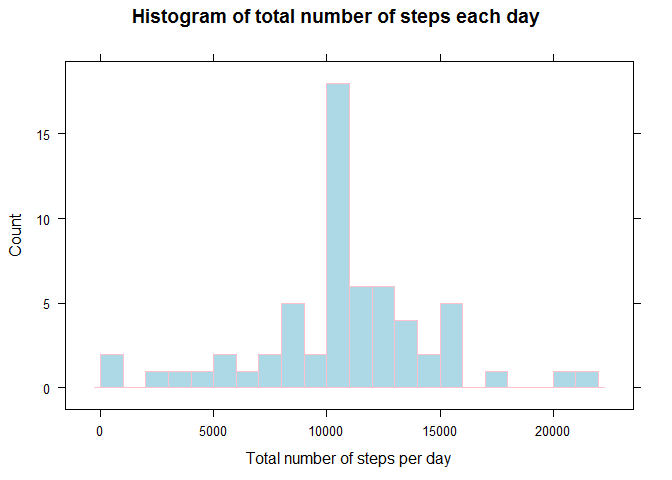 Histogram of total number of steps each day
Count
15
10
5
0
0 5000 10000 15000 20000
Total number of steps per day